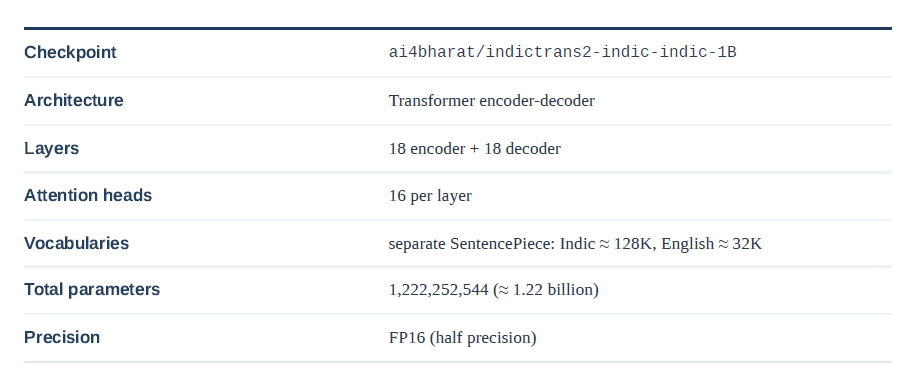 Checkpoint ai4bharat/indictrans2-indic-indic-1B
Architecture Transformer encoder-decoder
Layers 18 encoder + 18 decoder
Attention heads 16 per layer
Vocabularies separate SentencePiece: Indic ≈ 128K, English ≈ 32K
Total parameters 1,222,252,544 (≈ 1.22 billion)
Precision FP16 (half precision)